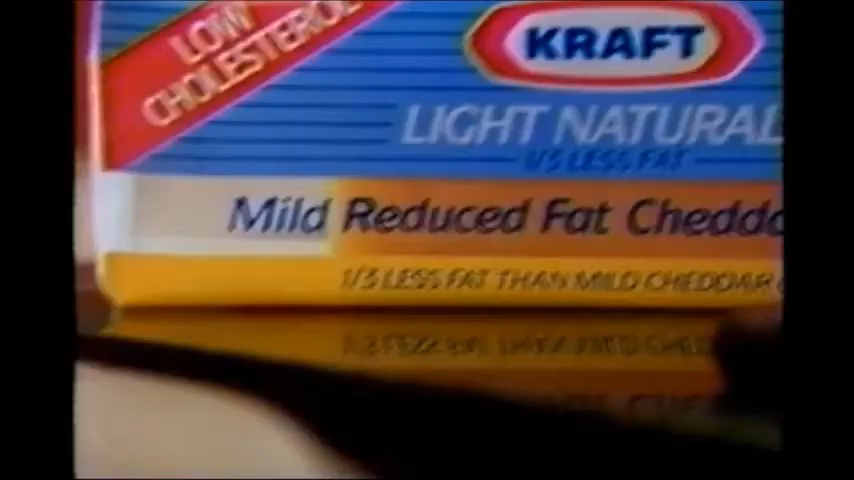 LOW
CHOLESTEROL
KRAFT
LIGHT NATURAL
1/3 LESS FAT
Mild Reduced Fat Chedda
1/3 LESS FAT THAN MILD CHEDDAR